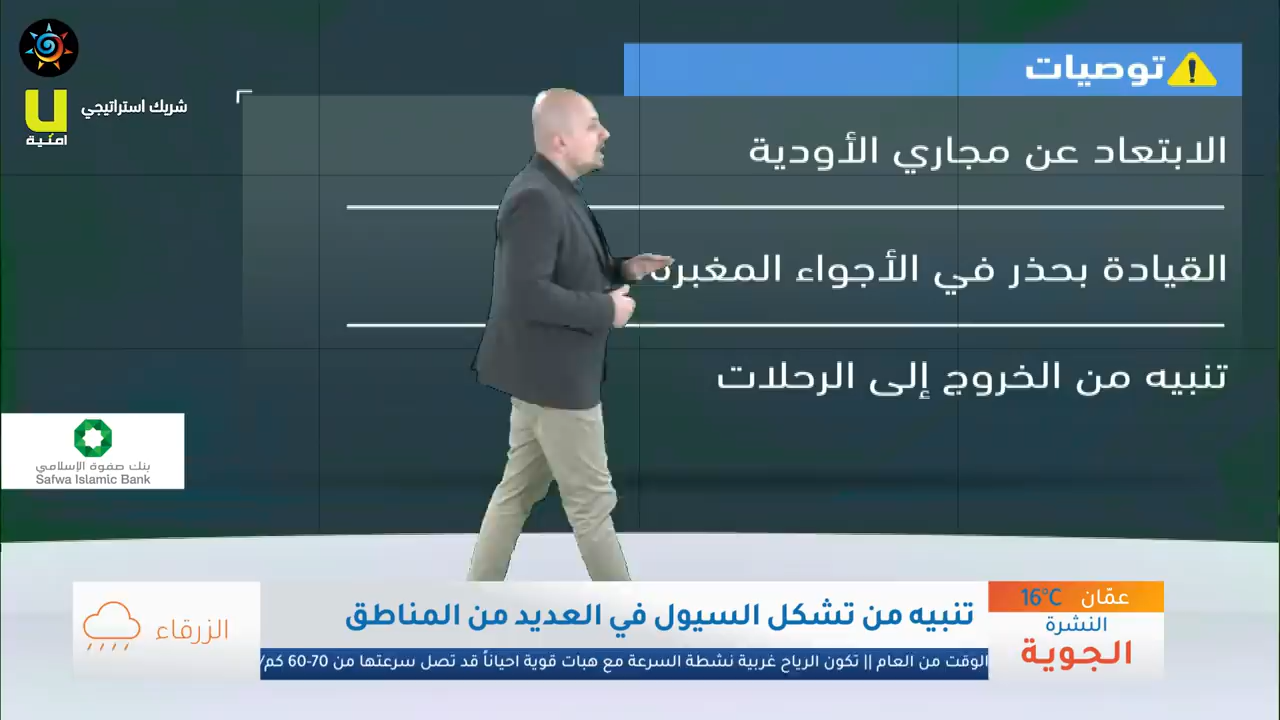 توصيات
الابتعاد عن مجاري الأودية
القيادة بحذر في الأجواء المغبرة
تنبيه من الخروج إلى الرحلات
شريك استراتيجي
امنية
بنك صفوة الإسلامي
Safwa Islamic Bank
عمّان 16°C
النشرة
الجوية
تنبيه من تشكل السيول في العديد من المناطق
الوقت من العام || تكون الرياح غربية نشطة السرعة مع هبات قوية احياناً قد تصل سرعتها من 70-60 كم/
الزرقاء